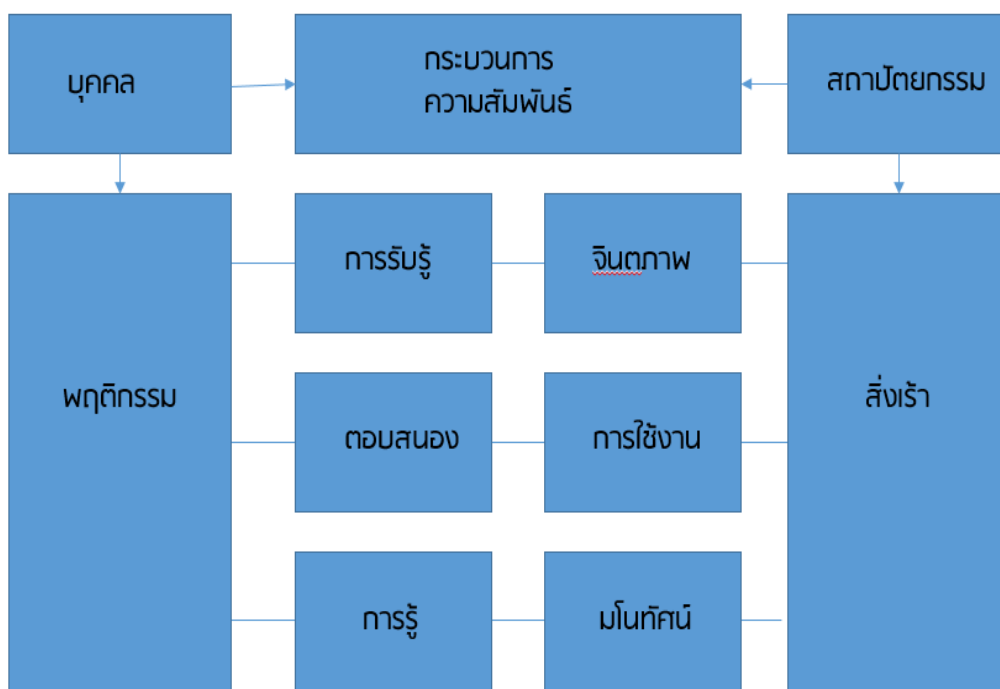 บุคคล
กระบวนการ
ความสัมพันธ์
สถาปัตยกรรม
การรับรู้
จินตภาพ
พฤติกรรม
สิ่งเร้า
ตอบสนอง
การใช้งาน
การรู้
มโนทัศน์